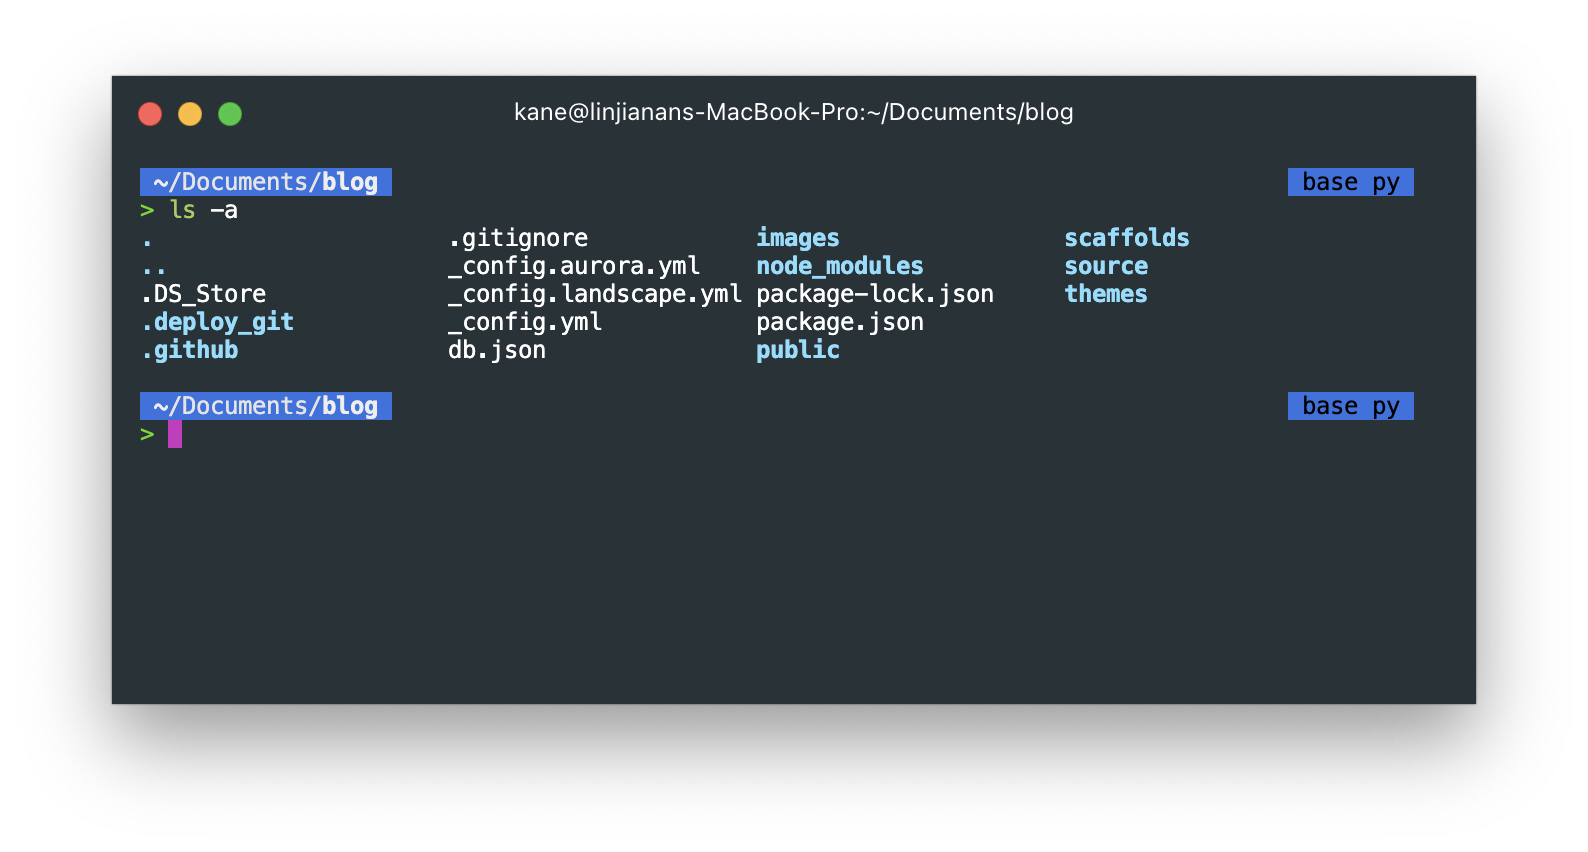 kane@linjianans-MacBook-Pro:~/Documents/blog
~/Documents/blog base py
> ls -a
. .gitignore images scaffolds
.. _config.aurora.yml node_modules source
.DS_Store _config.landscape.yml package-lock.json themes
.deploy_git _config.yml package.json
.github db.json public
~/Documents/blog base py
>